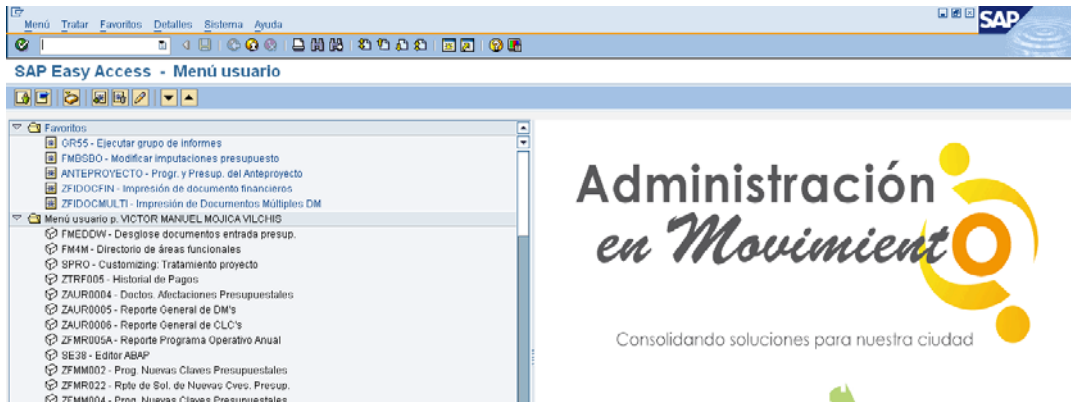 Menú Tratar Favoritos Detalles Sistema Ayuda
SAP
SAP Easy Access - Menú usuario
Favoritos
GR55 - Ejecutar grupo de informes
FMBSBO - Modificar imputaciones presupuesto
ANTEPROYECTO - Progr. y Presup. del Anteproyecto
ZFIDOCFIN - Impresión de documento financieros
ZFIDOCMULTI - Impresión de Documentos Múltiples DM
Menú usuario p. VICTOR MANUEL MOJICA VILCHIS
FMEDDW - Desglose documentos entrada presup.
FM4M - Directorio de áreas funcionales
SPRO - Customizing: Tratamiento proyecto
ZTRF005 - Historial de Pagos
ZAUR0004 - Doctos. Afectaciones Presupuestales
ZAUR0005 - Reporte General de DM's
ZAUR0006 - Reporte General de CLC's
ZFMR005A - Reporte Programa Operativo Anual
SE38 - Editor ABAP
ZFMM002 - Prog. Nuevas Claves Presupuestales
ZFMR022 - Rpte de Sol. de Nuevas Cves. Presup.
ZFMM004 - Prog. Nuevas Claves Presupuestales
Administración
en Movimiento
Consolidando soluciones para nuestra ciudad